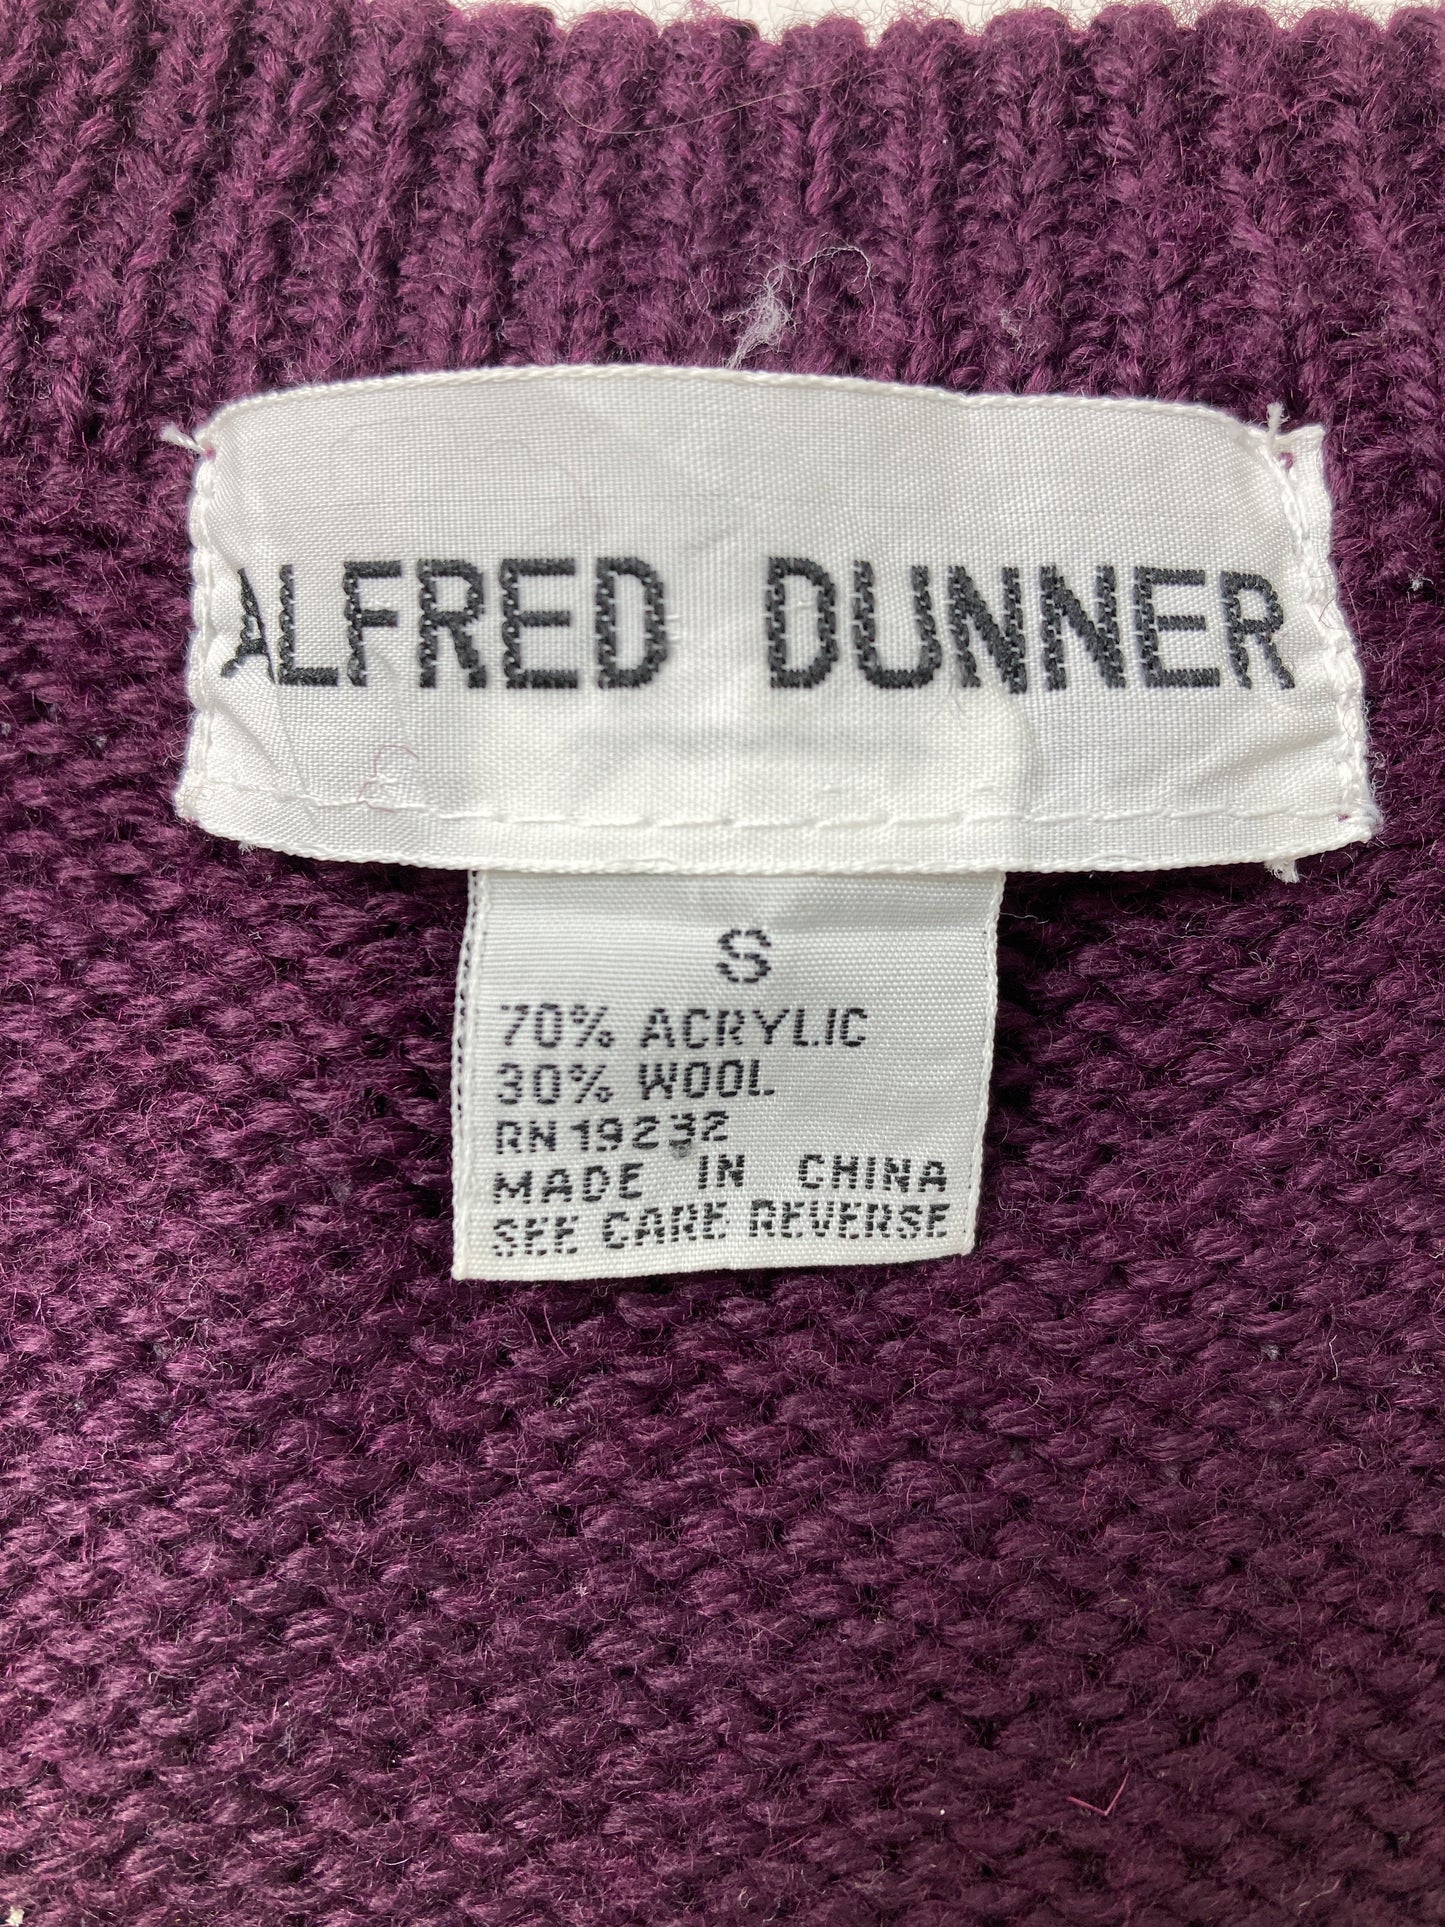 ALFRED DUNNER
S
70% ACRYLIC
30% WOOL
RN 19232
MADE IN CHINA
SEE CARE REVERSE